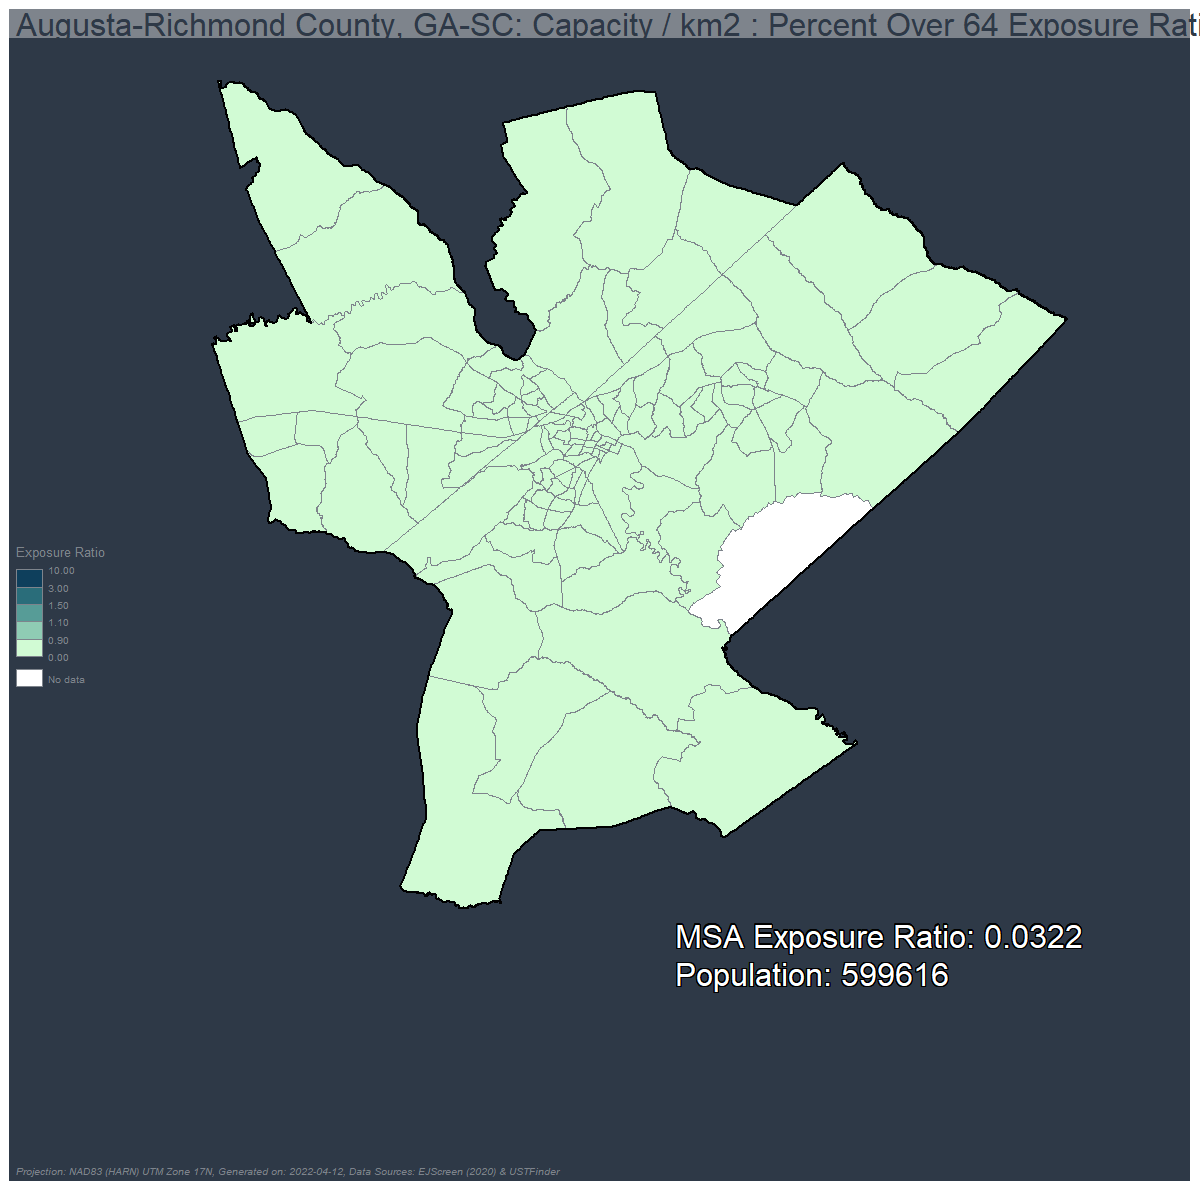 Augusta-Richmond County, GA-SC: Capacity / km2 : Percent Over 64 Exposure Rati
Exposure Ratio
10.00
3.00
1.50
1.10
0.90
0.00
No data
MSA Exposure Ratio: 0.0322
Population: 599616
Projection: NAD83 (HARN) UTM Zone 17N, Generated on: 2022-04-12, Data Sources: EJScreen (2020) & USTFinder